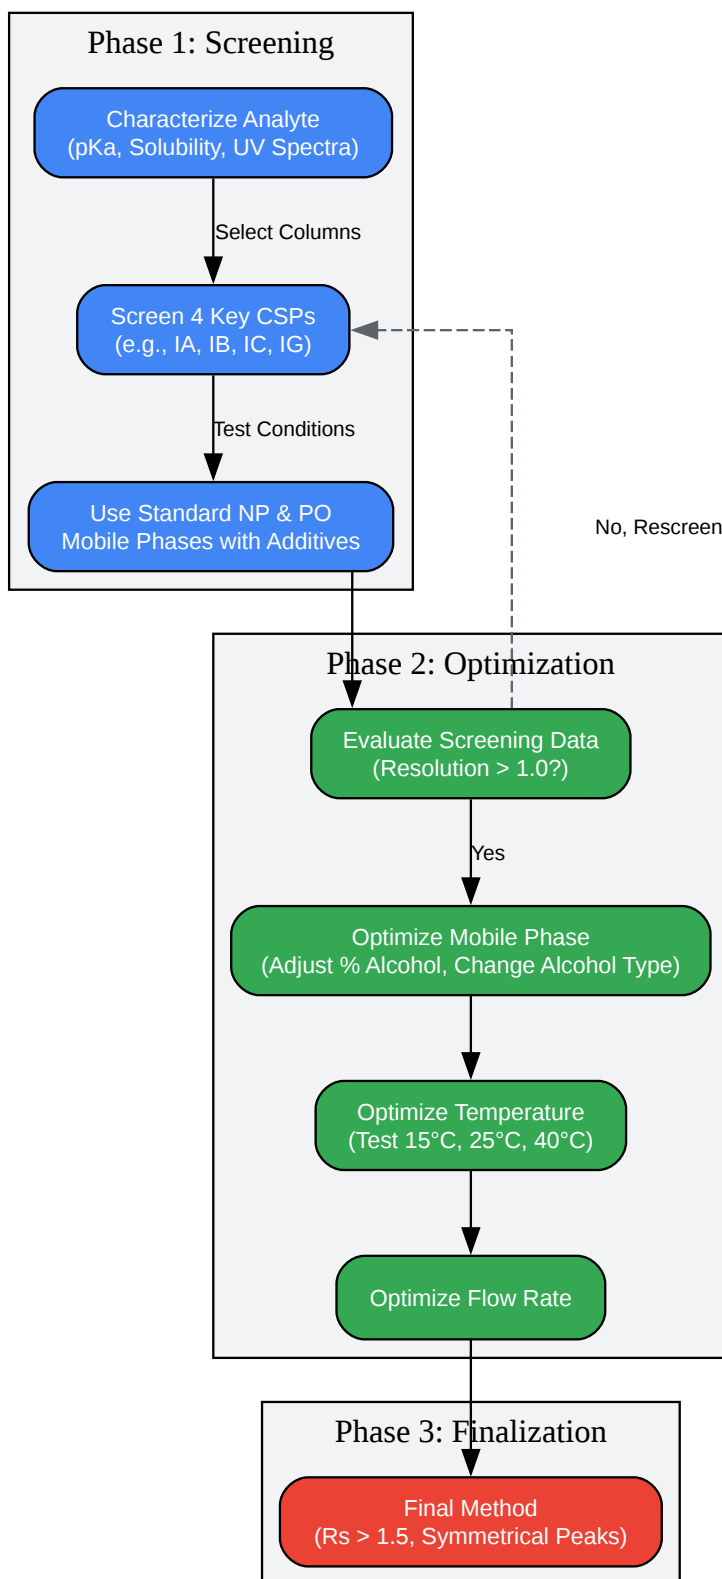 Phase 1: Screening
Characterize Analyte
(pKa, Solubility, UV Spectra)
Select Columns
Screen 4 Key CSPs
(e.g., IA, IB, IC, IG)
Test Conditions
Use Standard NP & PO
Mobile Phases with Additives
No, Rescreen
Phase 2: Optimization
Evaluate Screening Data
(Resolution > 1.0?)
Yes
Optimize Mobile Phase
(Adjust % Alcohol, Change Alcohol Type)
Optimize Temperature
(Test 15°C, 25°C, 40°C)
Optimize Flow Rate
Phase 3: Finalization
Final Method
(Rs > 1.5, Symmetrical Peaks)